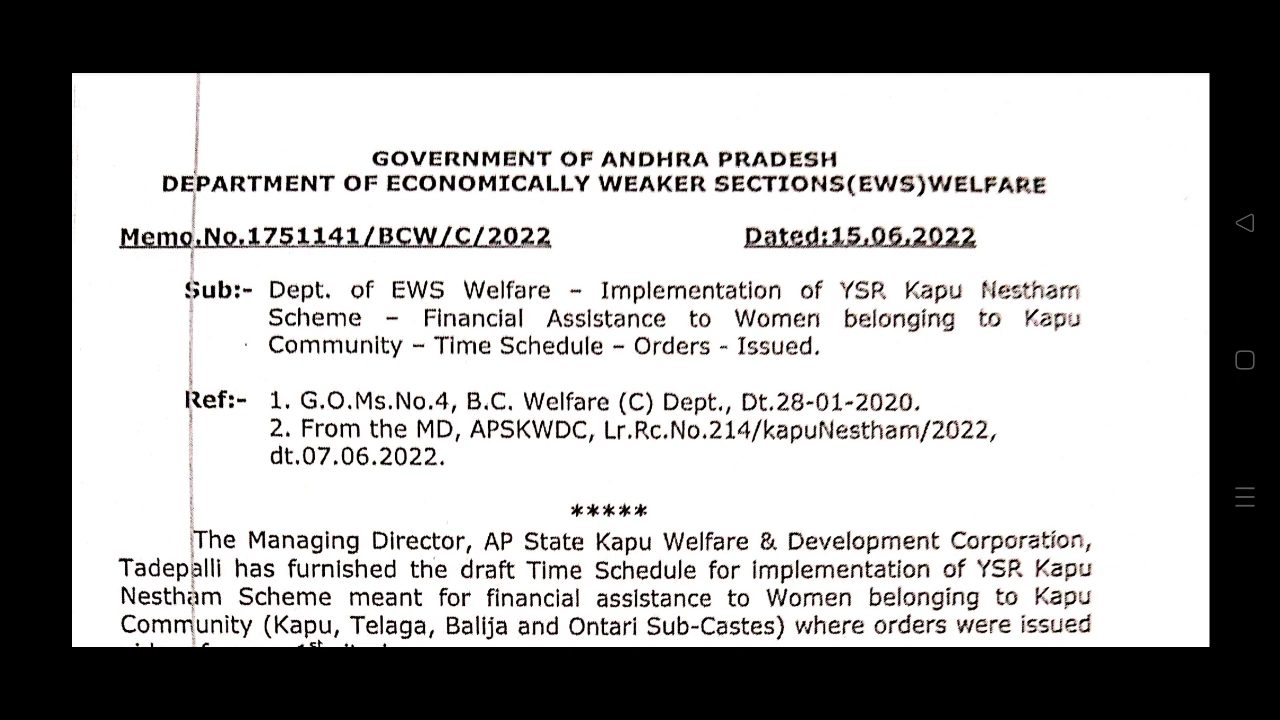 GOVERNMENT OF ANDHRA PRADESH
DEPARTMENT OF ECONOMICALLY WEAKER SECTIONS(EWS)WELFARE
Memo.No.1751141/BCW/C/2022 Dated:15.06.2022
Sub:- Dept. of EWS Welfare – Implementation of YSR Kapu Nestham
Scheme – Financial Assistance to Women belonging to Kapu
Community – Time Schedule – Orders - Issued.
Ref:- 1. G.O.Ms.No.4, B.C. Welfare (C) Dept., Dt.28-01-2020.
2. From the MD, APSKWDC, Lr.Rc.No.214/kapuNestham/2022,
dt.07.06.2022.
*****
The Managing Director, AP State Kapu Welfare & Development Corporation,
Tadepalli has furnished the draft Time Schedule for implementation of YSR Kapu
Nestham Scheme meant for financial assistance to Women belonging to Kapu
Community (Kapu, Telaga, Balija and Ontari Sub-Castes) where orders were issued